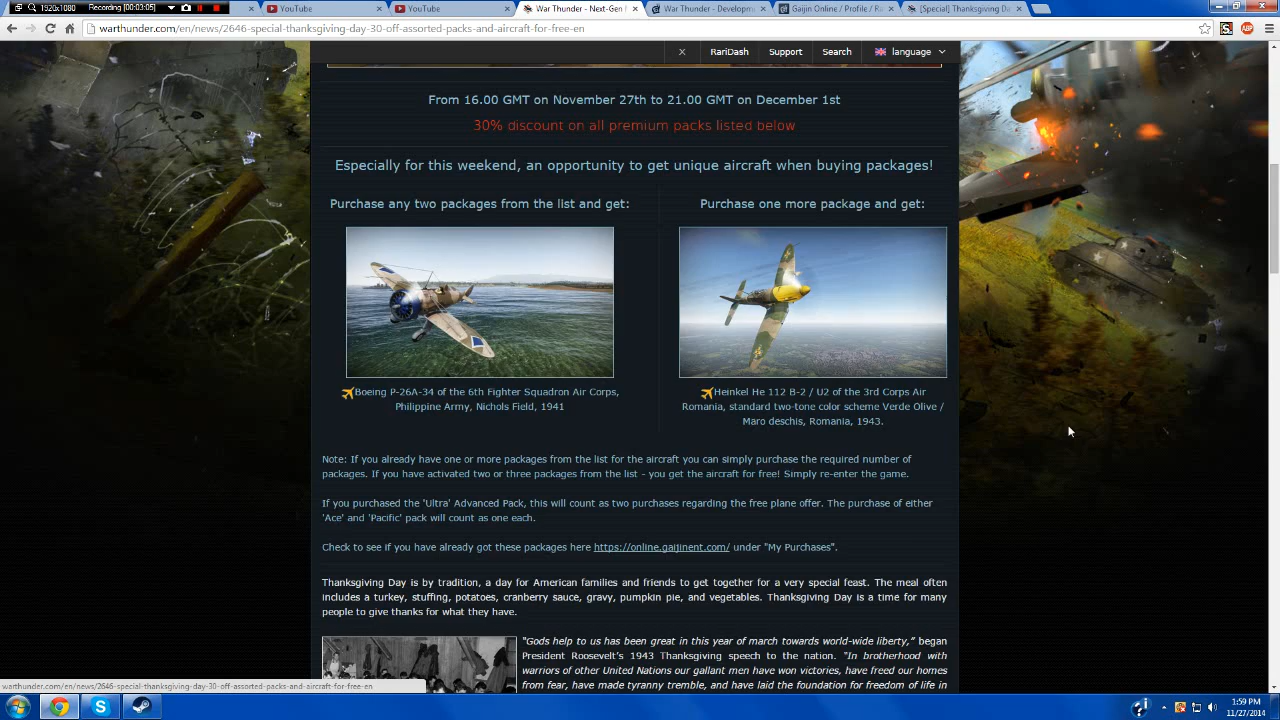 1920x1080
Recording [00:03:05]
YouTube
YouTube
War Thunder - Next-Gen
War Thunder - Developm
Gaijin Online / Profile / Ra
[Special] Thanksgiving Da
warthunder.com/en/news/2646-special-thanksgiving-day-30-off-assorted-packs-and-aircraft-for-free-en
X
RariDash
Support
Search
language
From 16.00 GMT on November 27th to 21.00 GMT on December 1st
30% discount on all premium packs listed below
Especially for this weekend, an opportunity to get unique aircraft when buying packages!
Purchase any two packages from the list and get:
Purchase one more package and get:
Boeing P-26A-34 of the 6th Fighter Squadron Air Corps,
Philippine Army, Nichols Field, 1941
Heinkel He 112 B-2 / U2 of the 3rd Corps Air
Romania, standard two-tone color scheme Verde Olive /
Maro deschis, Romania, 1943.
Note: If you already have one or more packages from the list for the aircraft you can simply purchase the required number of
packages. If you have activated two or three packages from the list - you get the aircraft for free! Simply re-enter the game.
If you purchased the 'Ultra' Advanced Pack, this will count as two purchases regarding the free plane offer. The purchase of either
'Ace' and 'Pacific' pack will count as one each.
Check to see if you have already got these packages here https://online.gaijinent.com/ under "My Purchases".
Thanksgiving Day is by tradition, a day for American families and friends to get together for a very special feast. The meal often
includes a turkey, stuffing, potatoes, cranberry sauce, gravy, pumpkin pie, and vegetables. Thanksgiving Day is a time for many
people to give thanks for what they have.
"Gods help to us has been great in this year of march towards world-wide liberty," began
President Roosevelt's 1943 Thanksgiving speech to the nation. "In brotherhood with
warriors of other United Nations our gallant men have won victories, have freed our homes
from fear, have made tyranny tremble, and have laid the foundation for freedom of life in
warthunder.com/en/news/2646-special-thanksgiving-day-30-off-assorted-packs-and-aircraft-for-free-en
1:59 PM
11/27/2014